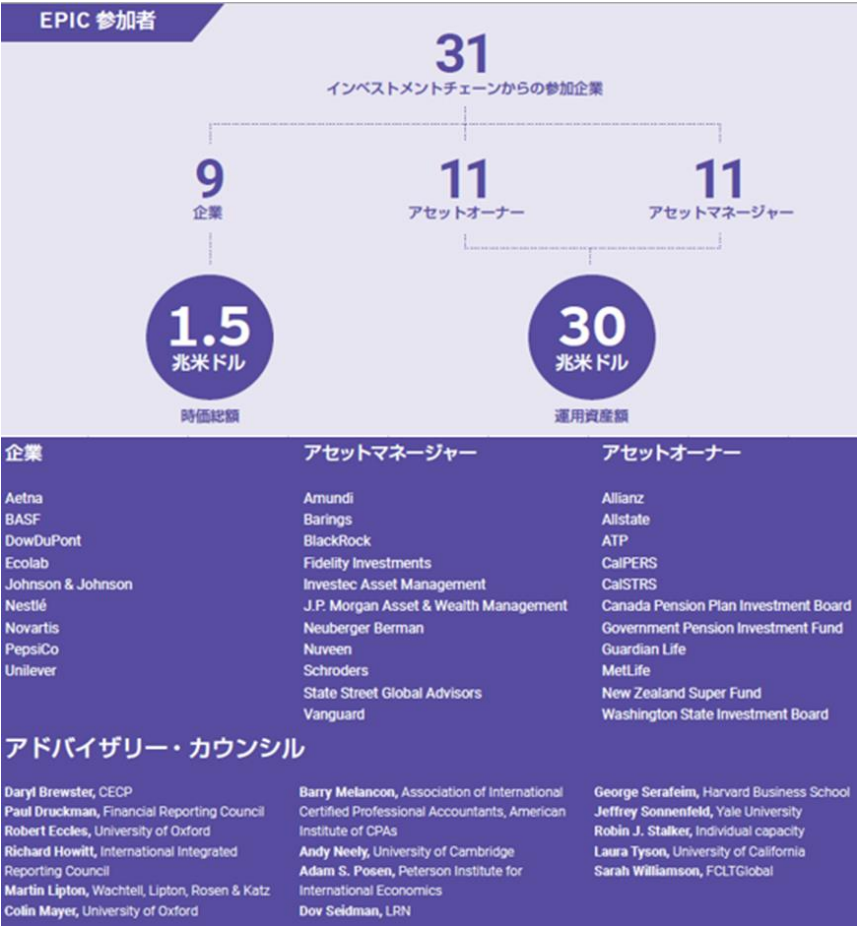 EPIC 参加者
31
インベストメントチェーンからの参加企業
9
企業
11
アセットオーナー
11
アセットマネージャー
1.5
兆米ドル
時価総額
30
兆米ドル
運用資産額
企業
Aetna
BASF
DowDuPont
Ecolab
Johnson & Johnson
Nestlé
Novartis
PepsiCo
Unilever
アセットマネージャー
Amundi
Barings
BlackRock
Fidelity Investments
Investec Asset Management
J.P. Morgan Asset & Wealth Management
Neuberger Berman
Nuveen
Schroders
State Street Global Advisors
Vanguard
アセットオーナー
Allianz
Allstate
ATP
CalPERS
CalSTRS
Canada Pension Plan Investment Board
Government Pension Investment Fund
Guardian Life
MetLife
New Zealand Super Fund
Washington State Investment Board
アドバイザリー・カウンシル
Daryl Brewster, CECP
Paul Druckman, Financial Reporting Council
Robert Eccles, University of Oxford
Richard Howitt, International Integrated
Reporting Council
Martin Lipton, Wachtell, Lipton, Rosen & Katz
Colin Mayer, University of Oxford
Barry Melancon, Association of International
Certified Professional Accountants, American
Institute of CPAs
Andy Neely, University of Cambridge
Adam S. Posen, Peterson Institute for
International Economics
Dov Seidman, LRN
George Serafeim, Harvard Business School
Jeffrey Sonnenfeld, Yale University
Robin J. Stalker, Individual capacity
Laura Tyson, University of California
Sarah Williamson, FCLTGlobal